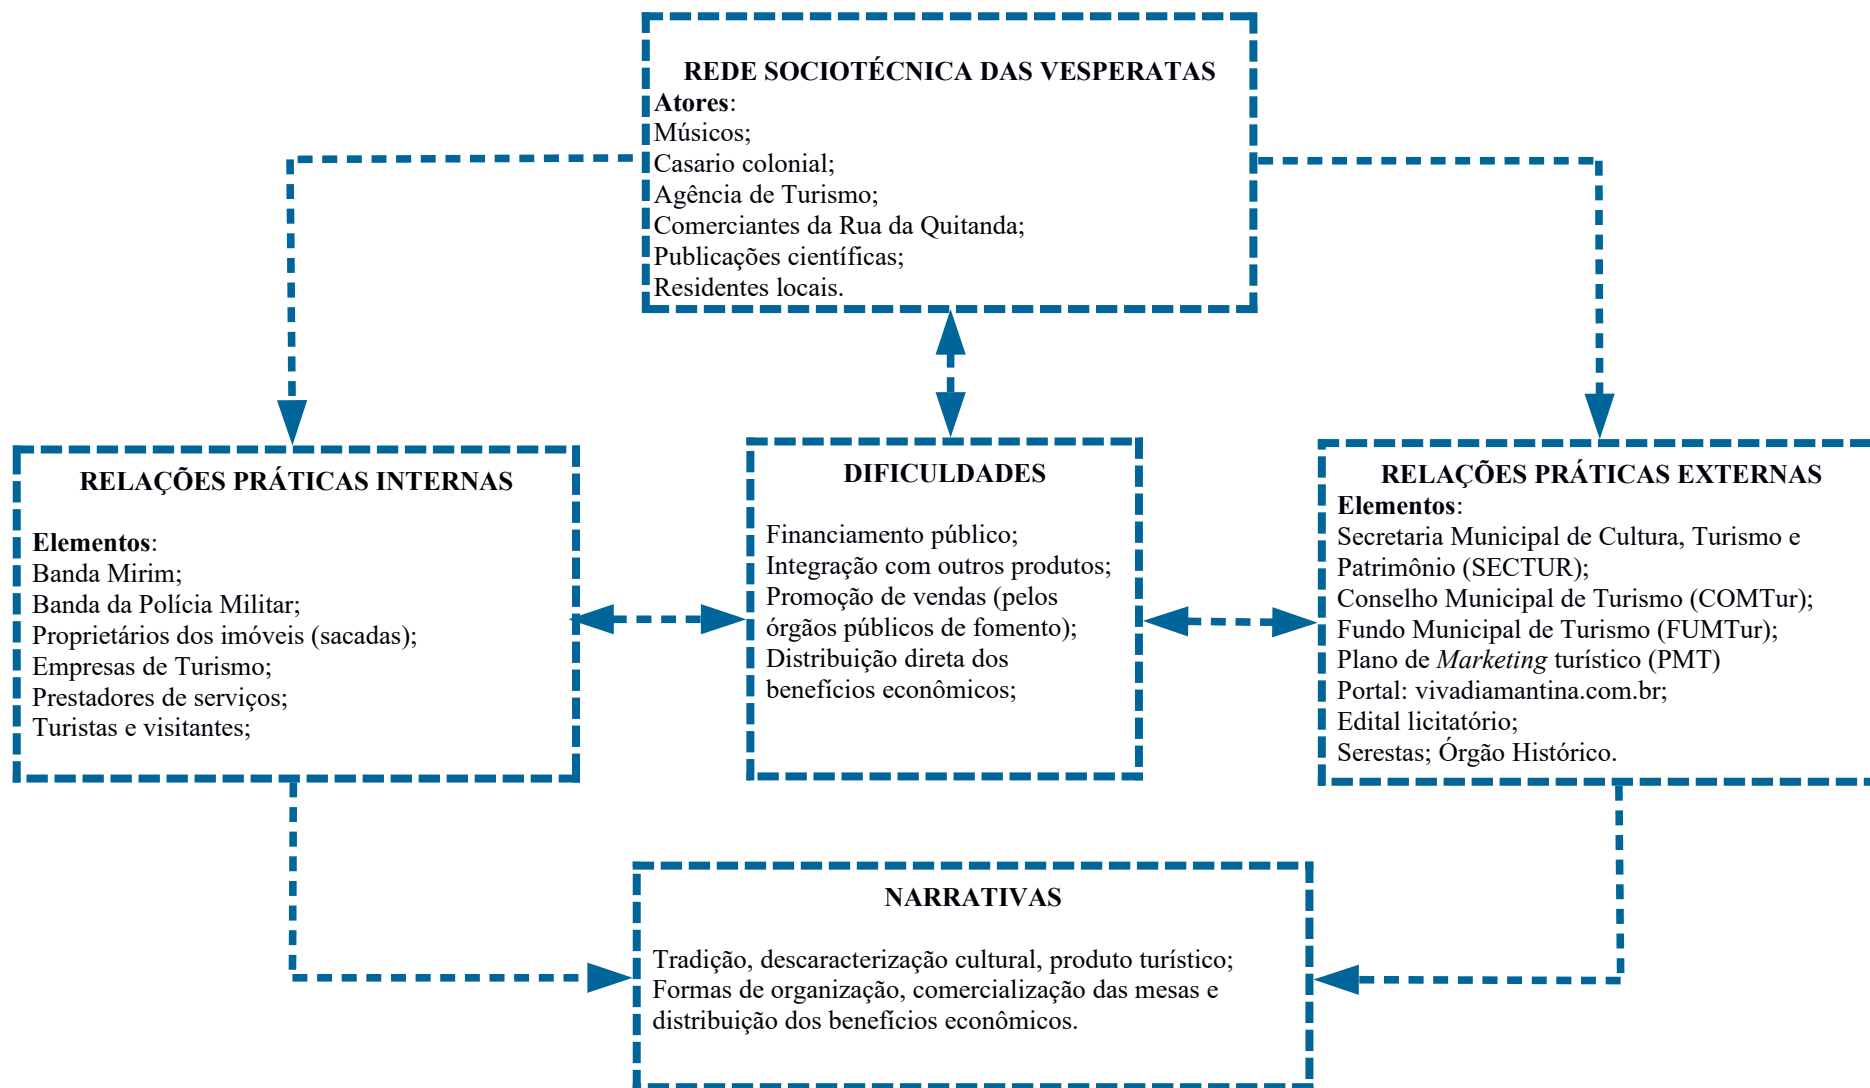 REDE SOCIOTÉCNICA DAS VESPERATAS
Atores:
Músicos;
Casario colonial;
Agência de Turismo;
Comerciantes da Rua da Quitanda;
Publicações científicas;
Residentes locais.
RELAÇÕES PRÁTICAS INTERNAS
Elementos:
Banda Mirim;
Banda da Polícia Militar;
Proprietários dos imóveis (sacadas);
Empresas de Turismo;
Prestadores de serviços;
Turistas e visitantes;
DIFICULDADES
Financiamento público;
Integração com outros produtos;
Promoção de vendas (pelos
órgãos públicos de fomento);
Distribuição direta dos
benefícios econômicos;
RELAÇÕES PRÁTICAS EXTERNAS
Elementos:
Secretaria Municipal de Cultura, Turismo e
Patrimônio (SECTUR);
Conselho Municipal de Turismo (COMTur);
Fundo Municipal de Turismo (FUMTur);
Plano de Marketing turístico (PMT)
Portal: vivadiamantina.com.br;
Edital licitatório;
Serestas; Órgão Histórico.
NARRATIVAS
Tradição, descaracterização cultural, produto turístico;
Formas de organização, comercialização das mesas e
distribuição dos benefícios econômicos.